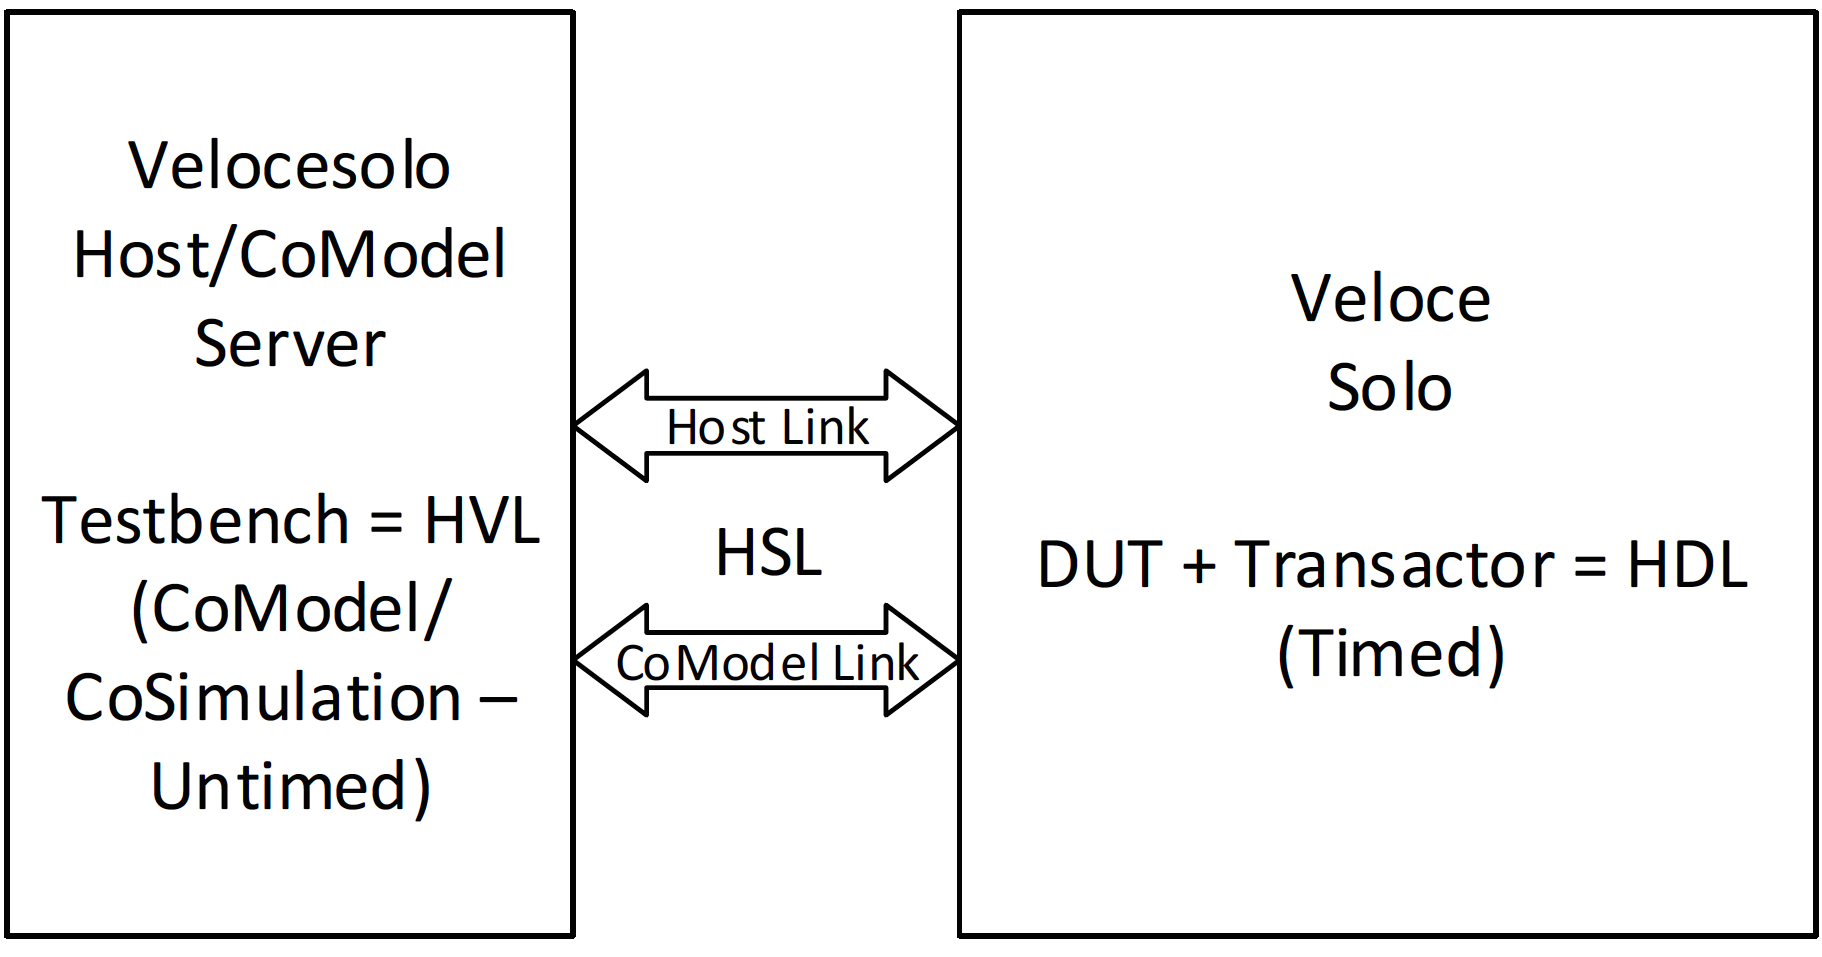 Velocesolo
Host/CoModel
Server
Testbench = HVL
(CoModel/
CoSimulation –
Untimed)
Host Link
HSL
CoModel Link
Veloce
Solo
DUT + Transactor = HDL
(Timed)